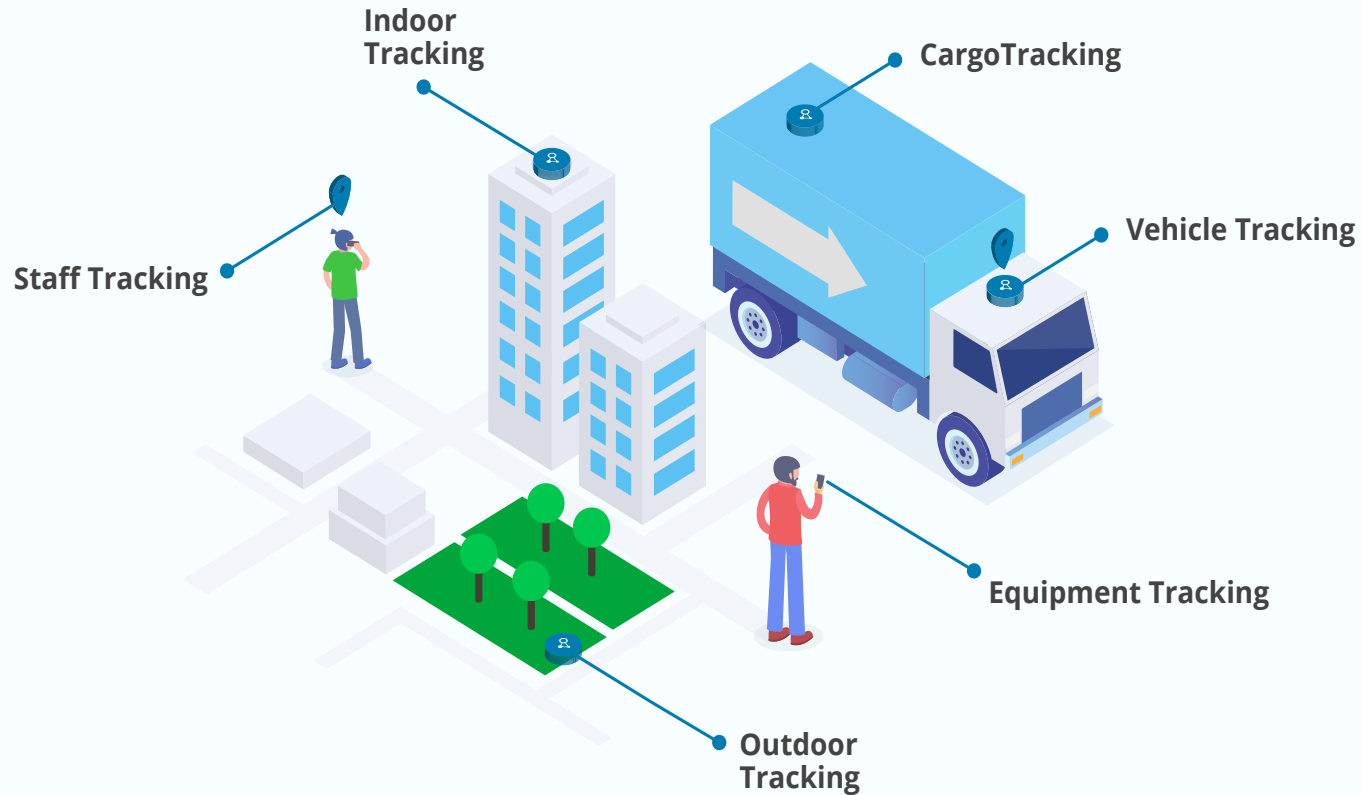 Indoor
Tracking
CargoTracking
Vehicle Tracking
Staff Tracking
Equipment Tracking
Outdoor
Tracking